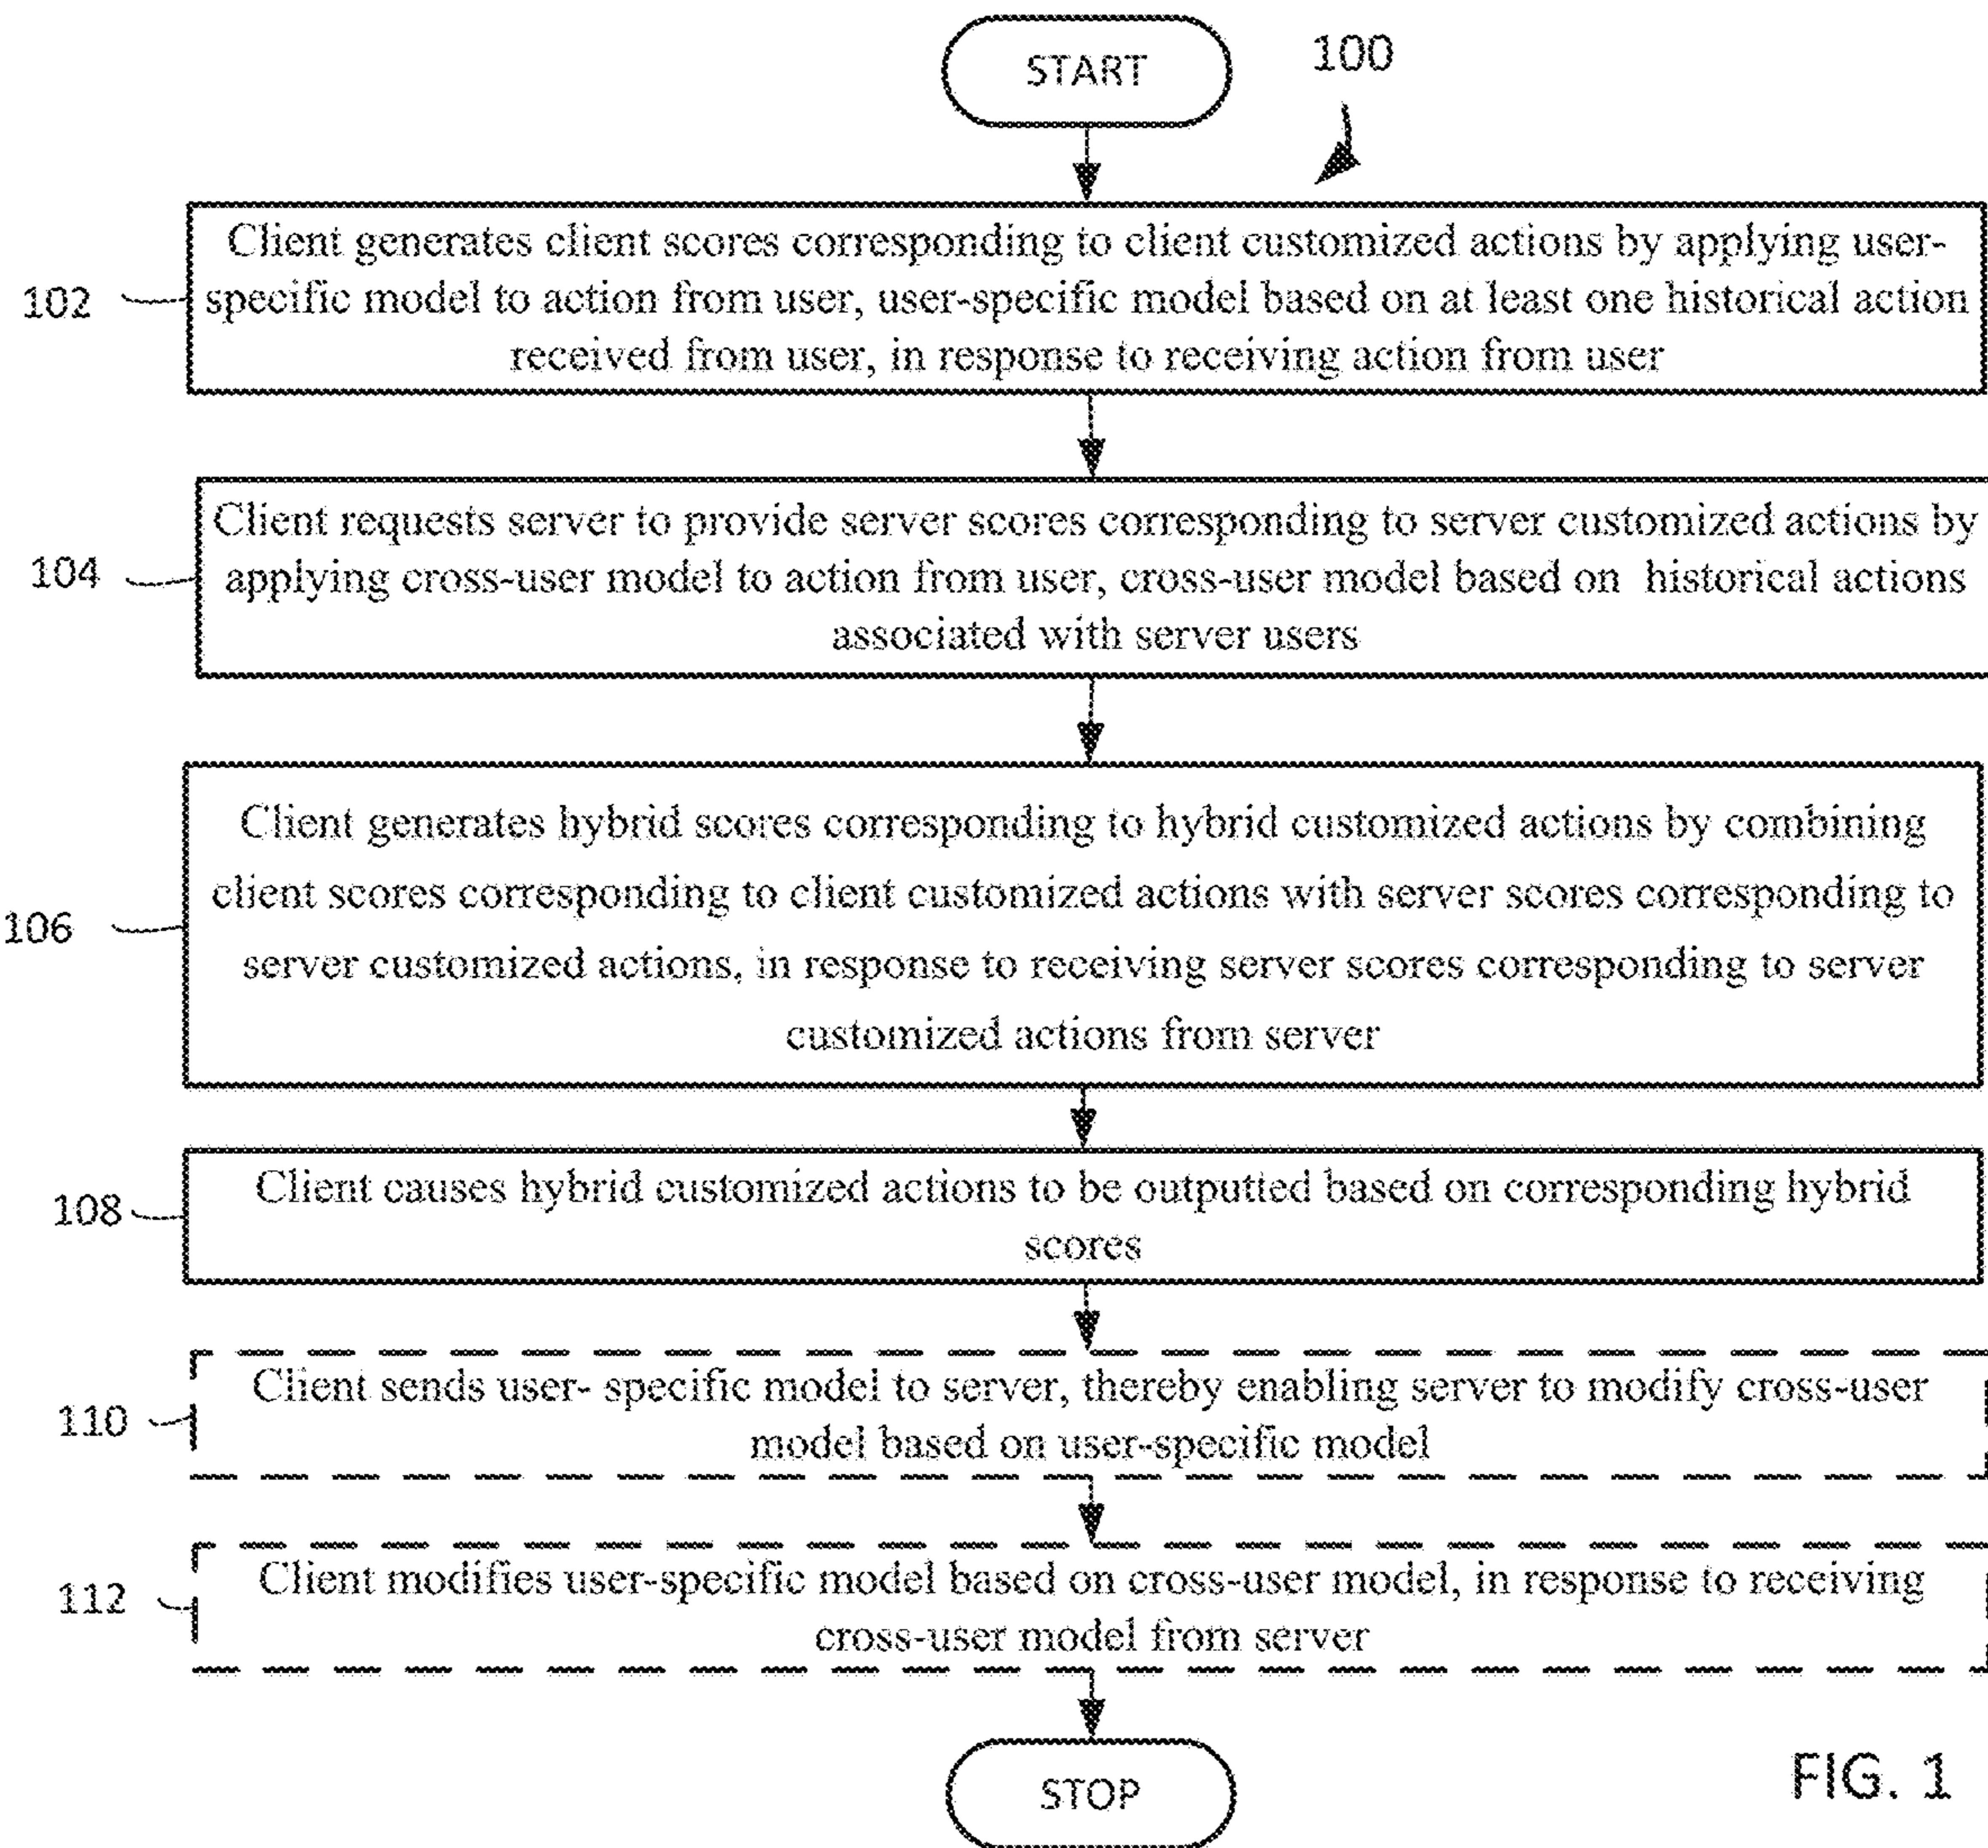 START
100
102
Client generates client scores corresponding to client customized actions by applying user-
specific model to action from user, user-specific model based on at least one historical action
received from user, in response to receiving action from user
104
Client requests server to provide server scores corresponding to server customized actions by
applying cross-user model to action from user, cross-user model based on historical actions
associated with server users
106
Client generates hybrid scores corresponding to hybrid customized actions by combining
client scores corresponding to client customized actions with server scores corresponding to
server customized actions, in response to receiving server scores corresponding to server
customized actions from server
108
Client causes hybrid customized actions to be outputted based on corresponding hybrid
scores
110
Client sends user- specific model to server, thereby enabling server to modify cross-user
model based on user-specific model
112
Client modifies user-specific model based on cross-user model, in response to receiving
cross-user model from server
STOP
FIG. 1